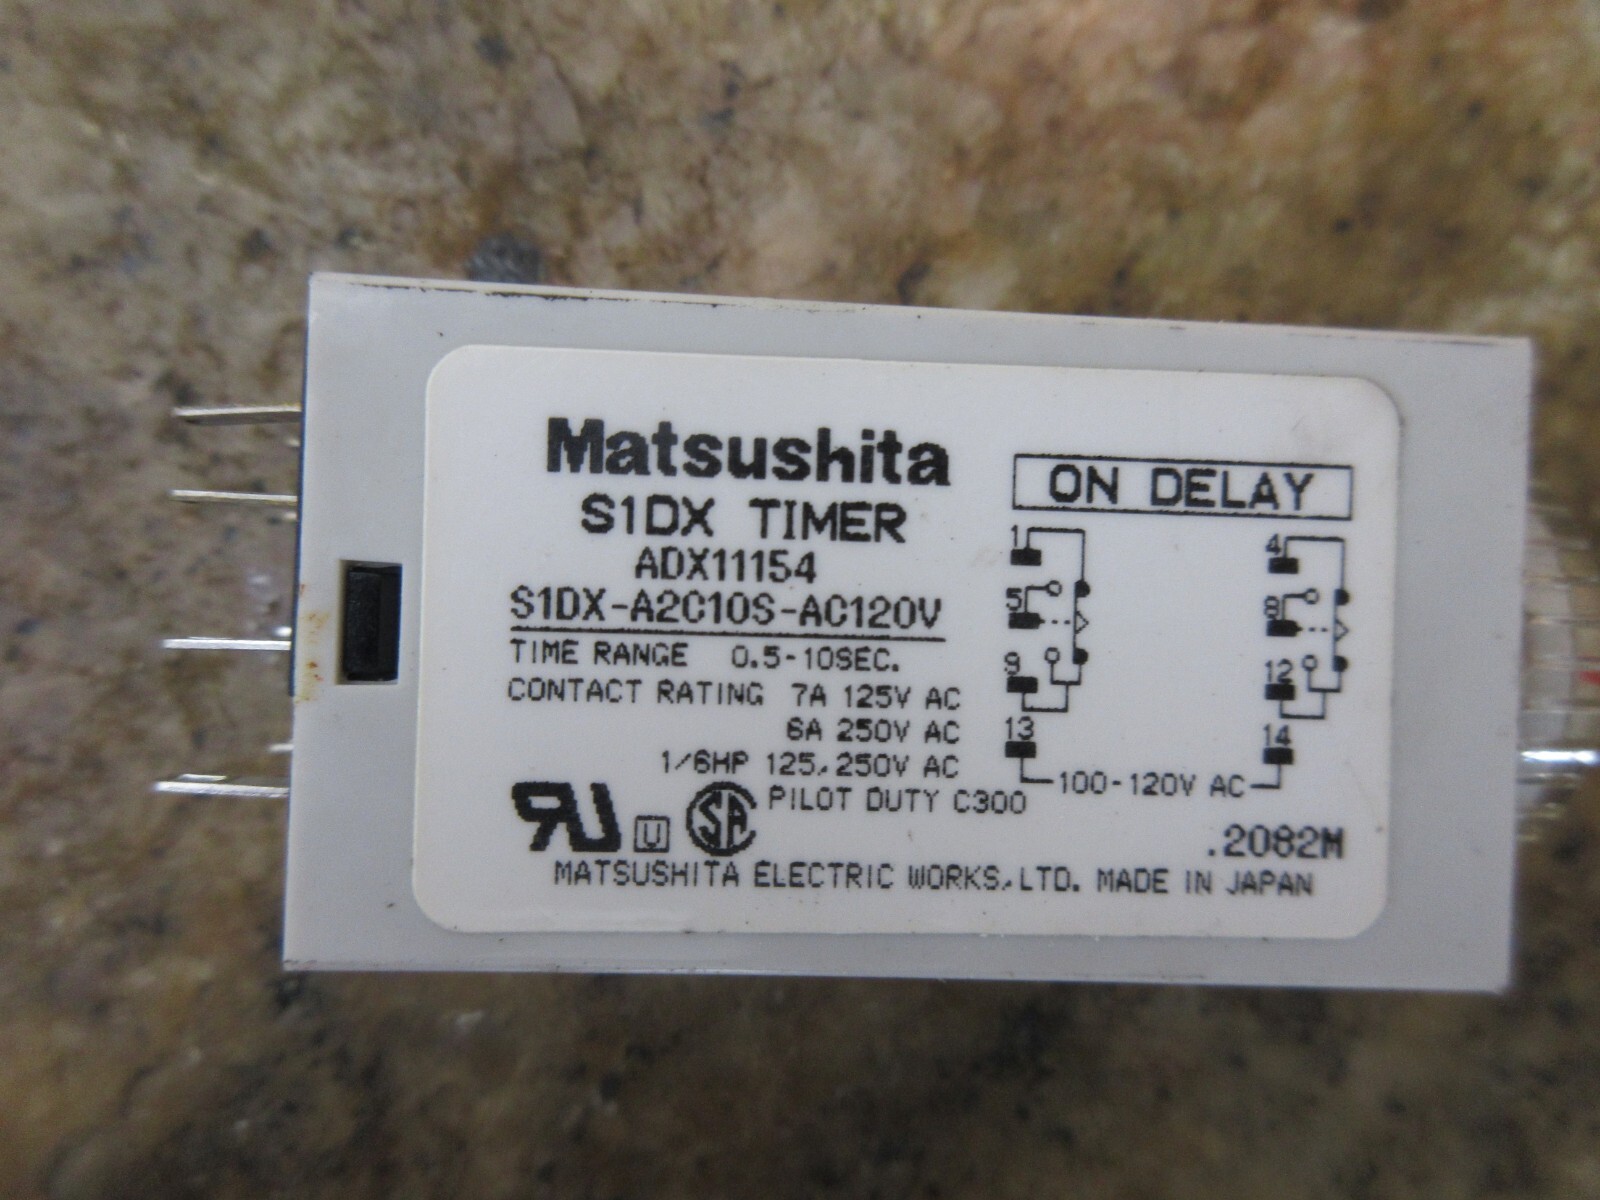 Matsushita
S1DX TIMER
ADX11154
S1DX-A2C10S-AC120V
TIME RANGE 0.5-10SEC.
CONTACT RATING 7A 125V AC
6A 250V AC
1/6HP 125,250V AC
PILOT DUTY C300
ON DELAY
1 4
5 8
9 12
13 14
100-120V AC
RU U SA
.2082M
MATSUSHITA ELECTRIC WORKS,LTD. MADE IN JAPAN